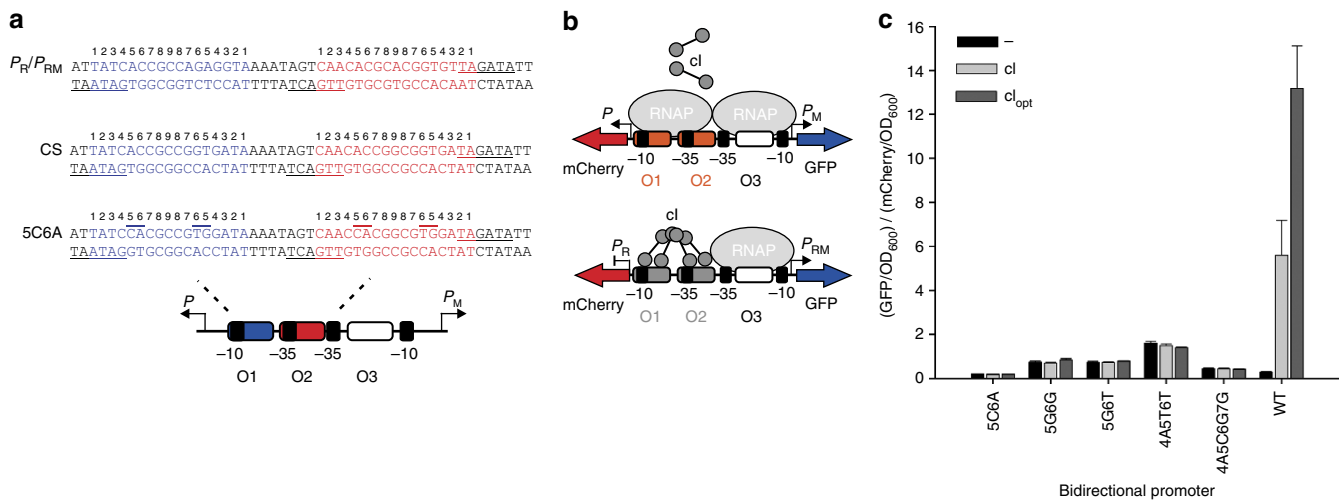 a
1 2 3 4 5 6 7 8 9 8 7 6 5 4 3 2 1 1 2 3 4 5 6 7 8 9 8 7 6 5 4 3 2 1
PR/PRM ATTATCACCGCCAGAGGTAAAATAGTCAACACGCACGGTGTTAGATATT
TAATAGTGGCGGTCTCCATTTTATCAGTTGTGCGTGCCACAATCTATAA
1 2 3 4 5 6 7 8 9 8 7 6 5 4 3 2 1 1 2 3 4 5 6 7 8 9 8 7 6 5 4 3 2 1
CS ATTATCACCGCCGGTGATAAAATAGTCAACACCGGCGGTGATAGATATT
TAATAGTGGCGGCCACTATTTTATCAGTTGTGGCCGCCACTATCTATAA
1 2 3 4 5 6 7 8 9 8 7 6 5 4 3 2 1 1 2 3 4 5 6 7 8 9 8 7 6 5 4 3 2 1
5C6A ATTATCCACGCCGTGGATAAAATAGTCAACCACGGCGTGGATAGATATT
TAATAGGTGCGGCACCTATTTTATCAGTTGTGGCCGCCACTATCTATAA
P PM
−10 −35 −35 −10
O1 O2 O3
b
cI
RNAP RNAP
P PM
−10 −35 −35 −10
mCherry O1 O2 O3 GFP
cI
RNAP
PR PRM
−10 −35 −35 −10
mCherry O1 O2 O3 GFP
c
(GFP/OD600) / (mCherry/OD600)
16
14
12
10
8
6
4
2
0
–
cI
cIopt
5C6A
5G6G
5G6T
4A5T6T
4A5C6G7G
WT
Bidirectional promoter